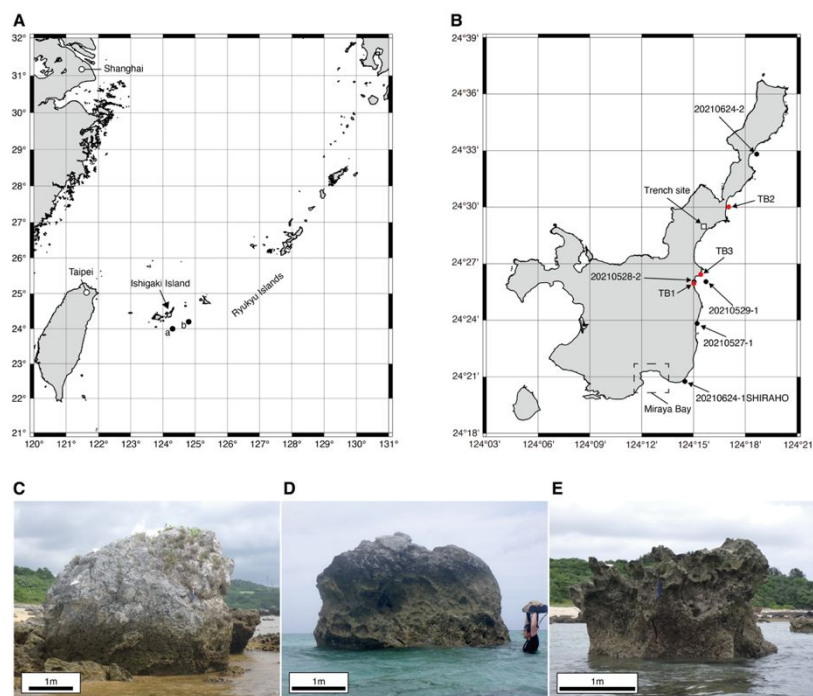 A
32°
31°
30°
29°
28°
27°
26°
25°
24°
23°
22°
21°
120° 121° 122° 123° 124° 125° 126° 127° 128° 129° 130° 131°
Shanghai
Taipei
Ishigaki Island
Ryukyu Islands
a
b
B
24°39'
24°36'
24°33'
24°30'
24°27'
24°24'
24°21'
24°18'
124°03' 124°06' 124°09' 124°12' 124°15' 124°18' 124°21'
20210624-2
Trench site
TB2
TB3
20210528-2
TB1
20210529-1
20210527-1
20210624-1SHIRAHO
Miraya Bay
C
1m
D
1m
E
1m